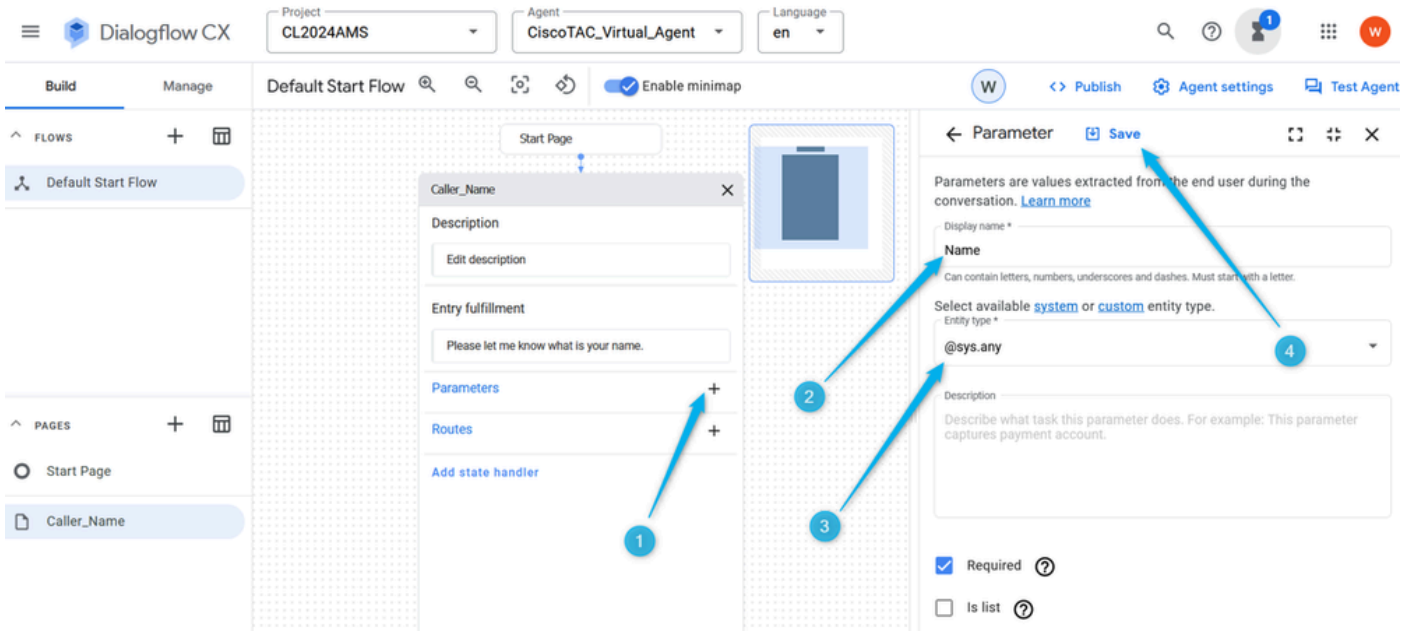 Project
Agent
Language
Dialogflow CX
CL2024AMS
CiscoTAC_Virtual_Agent
en
1
W
Build
Manage
Default Start Flow
Enable minimap
W
<> Publish
Agent settings
Test Agent
FLOWS
Default Start Flow
PAGES
Start Page
Caller_Name
Start Page
Caller_Name
Description
Edit description
Entry fulfillment
Please let me know what is your name.
Parameters
Routes
Add state handler
1
2
3
4
Parameter
Save
Parameters are values extracted from the end user during the
conversation. Learn more
Display name *
Name
Can contain letters, numbers, underscores and dashes. Must start with a letter.
Select available system or custom entity type.
Entity type *
@sys.any
Description
Describe what task this parameter does. For example: This parameter
captures payment account.
Required
Is list